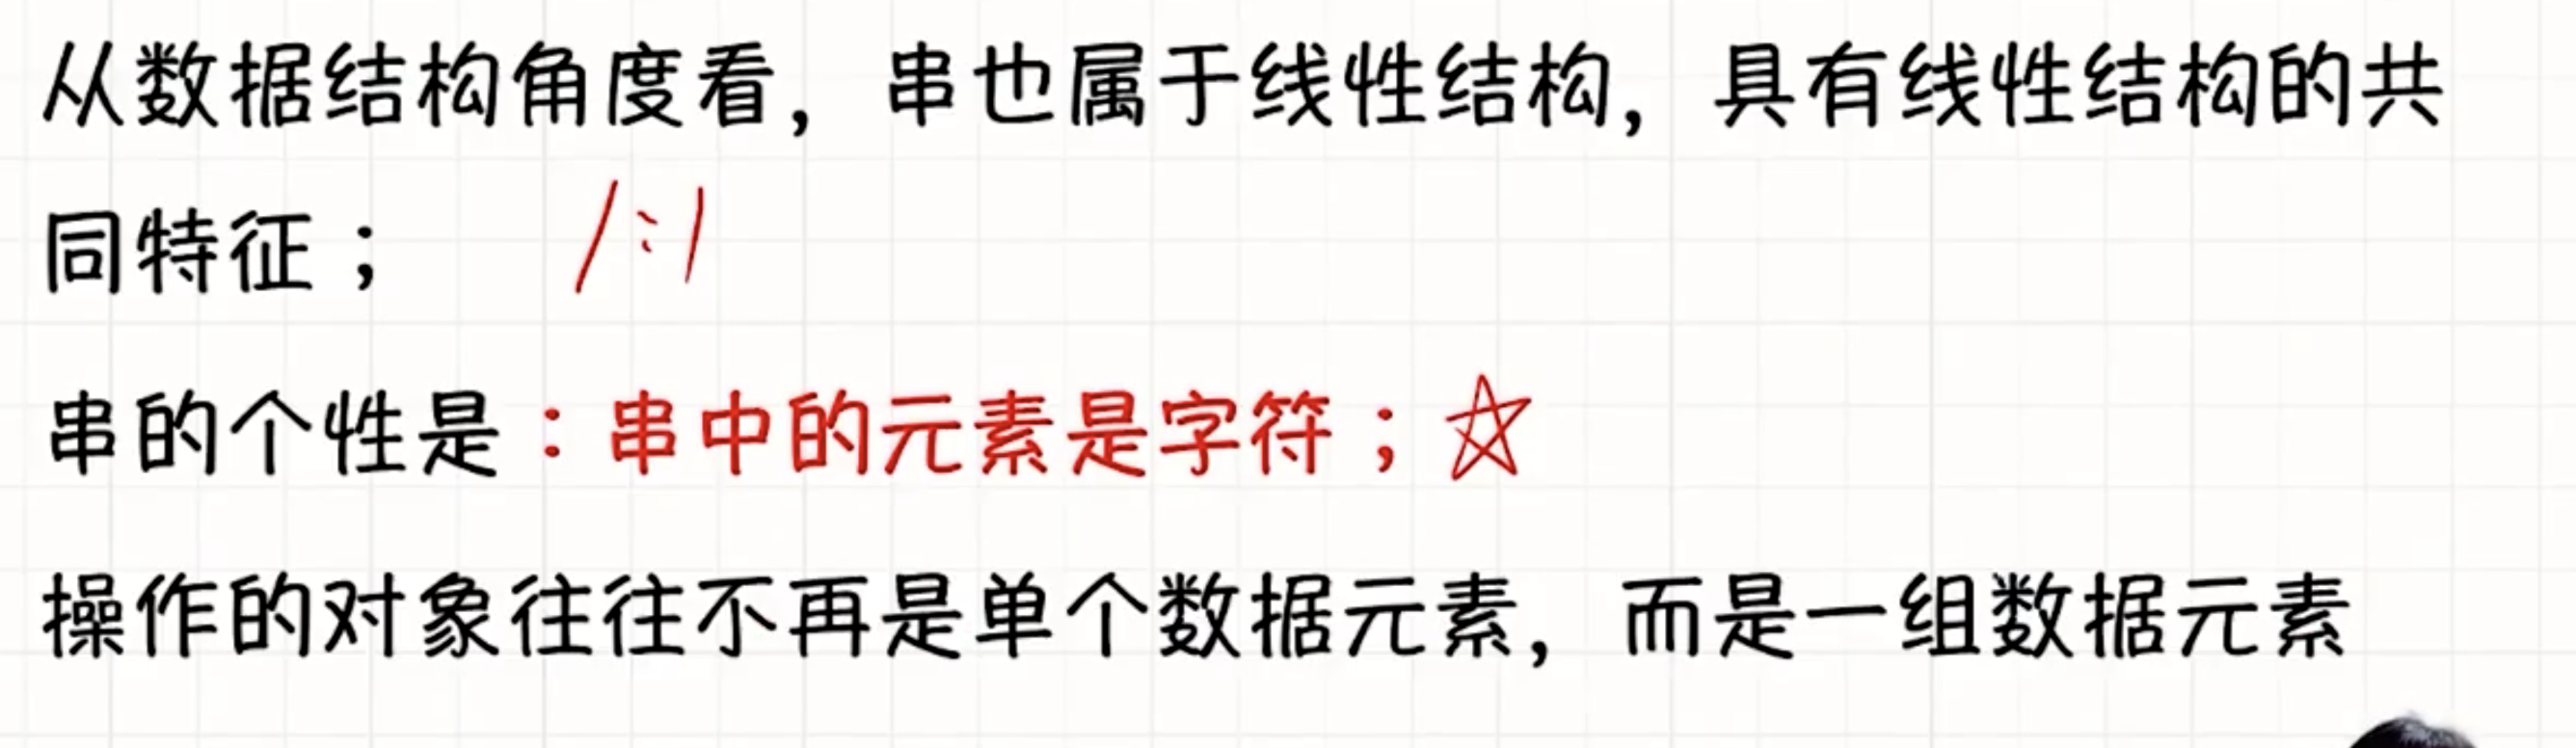 从数据结构角度看，串也属于线性结构，具有线性结构的共
同特征； 1:1
串的个性是：串中的元素是字符；☆
操作的对象往往不再是单个数据元素，而是一组数据元素